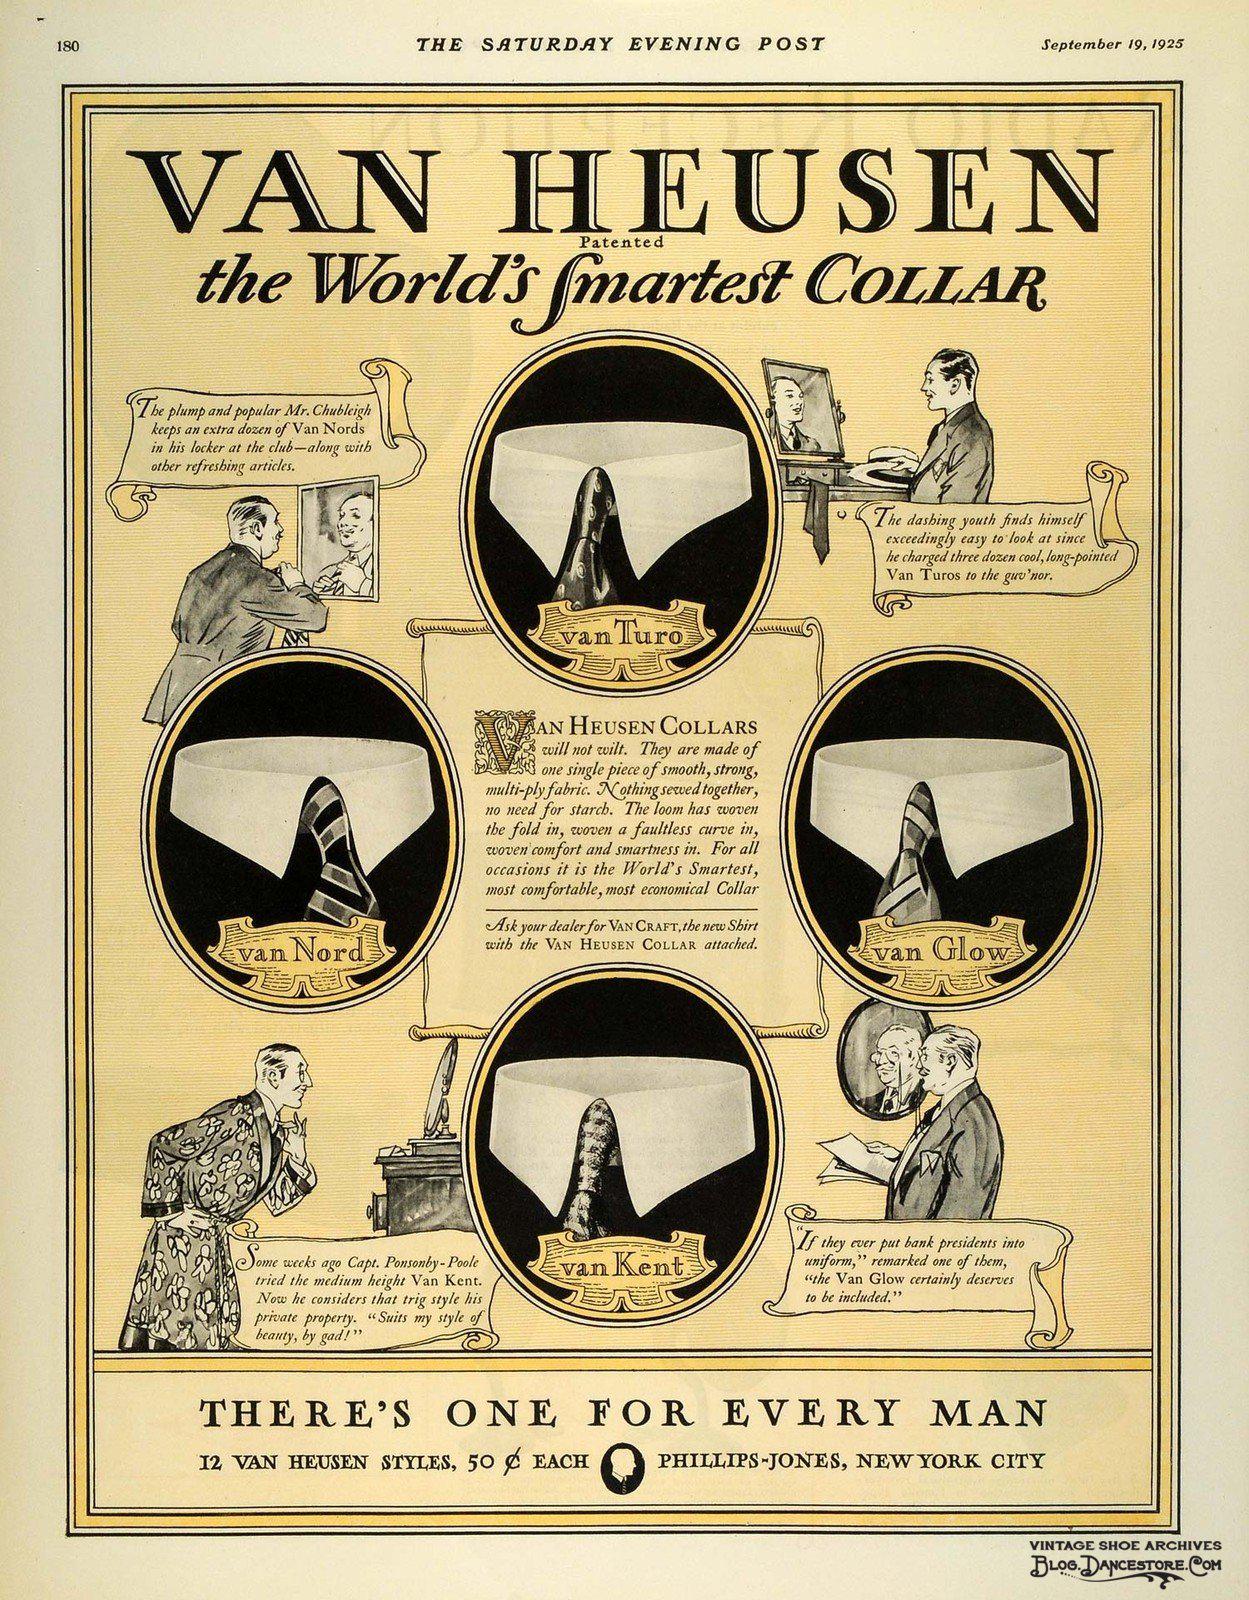 180
THE SATURDAY EVENING POST
September 19, 1925
VAN HEUSEN
Patented
the World's Smartest COLLAR
The plump and popular Mr. Chubleigh
keeps an extra dozen of Van Nords
in his locker at the club—along with
other refreshing articles.
The dashing youth finds himself
exceedingly easy to look at since
he charged three dozen cool, long-pointed
Van Turos to the guv'nor.
van Turo
VAN HEUSEN COLLARS
will not wilt. They are made of
one single piece of smooth, strong,
multi-ply fabric. Nothing sewed together,
no need for starch. The loom has woven
the fold in, woven a faultless curve in,
woven comfort and smartness in. For all
occasions it is the World's Smartest,
most comfortable, most economical Collar
Ask your dealer for VAN CRAFT, the new Shirt
with the VAN HEUSEN COLLAR attached.
van Nord
van Glow
van Kent
Some weeks ago Capt. Ponsonby-Poole
tried the medium height Van Kent.
Now he considers that trig style his
private property. "Suits my style of
beauty, by gad!"
"If they ever put bank presidents into
uniform," remarked one of them,
"the Van Glow certainly deserves
to be included."
THERE'S ONE FOR EVERY MAN
12 VAN HEUSEN STYLES, 50 ¢ EACH PHILLIPS-JONES, NEW YORK CITY
VINTAGE SHOE ARCHIVES
BLOG.DANCESTORE.COM